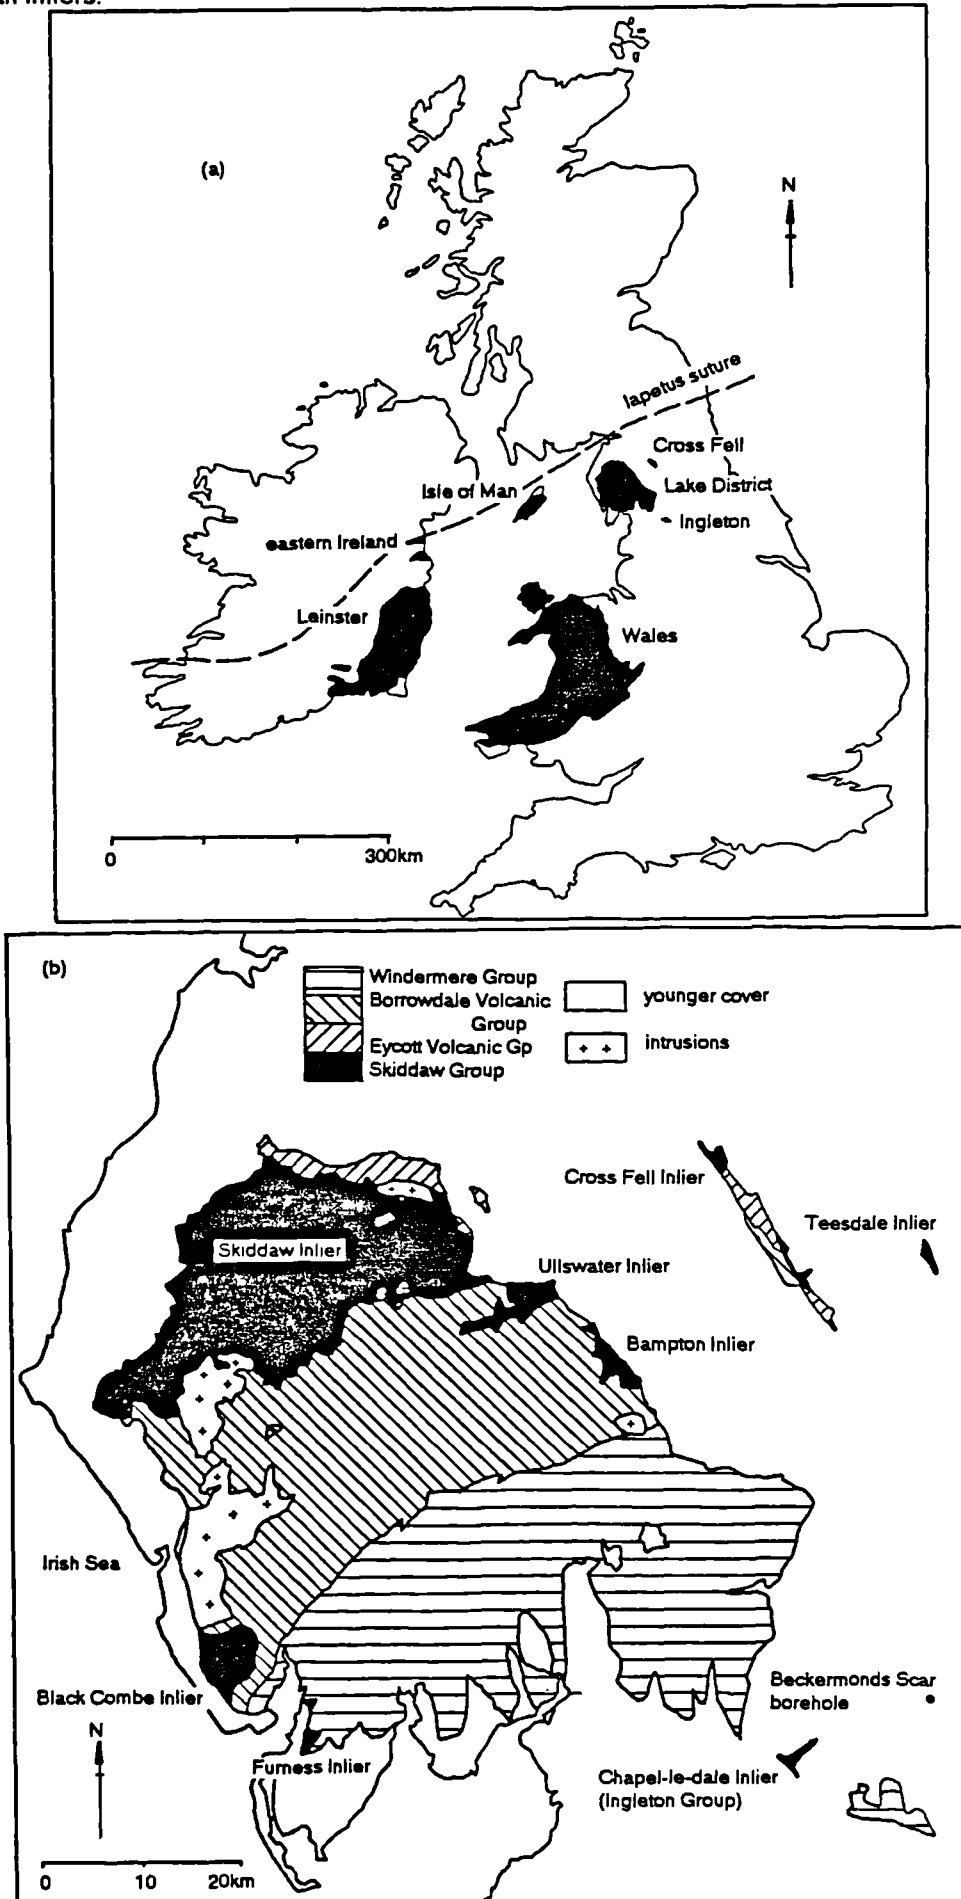 inliers.
(a)
N
Iapetus suture
Cross Fell
Lake District
Isle of Man
Ingleton
eastern Ireland
Leinster
Wales
0
300km
(b)
Windermere Group
Borrowdale Volcanic
Group
Eycott Volcanic Gp
Skiddaw Group
younger cover
intrusions
Cross Fell Inlier
Teesdale Inlier
Skiddaw Inlier
Ullswater Inlier
Bampton Inlier
Irish Sea
Black Combe Inlier
Beckermonds Scar
borehole
N
Furness Inlier
Chapel-le-dale Inlier
(Ingleton Group)
0 10 20km